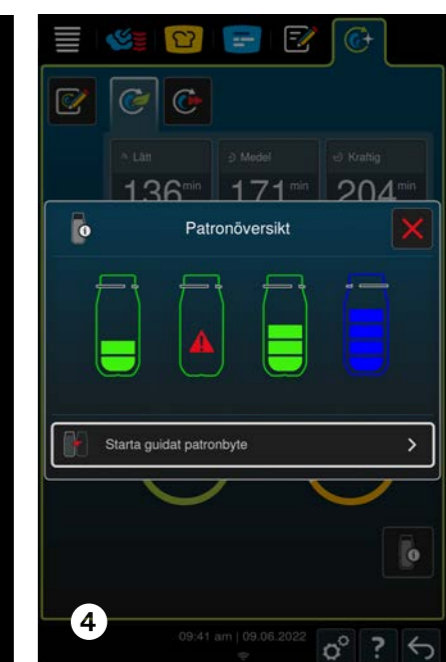 Lätt
Medel
Kraftig
136 min
171 min
204 min
Patronöversikt
Starta guidat patronbyte
4
09:41 am | 09.06.2022
?